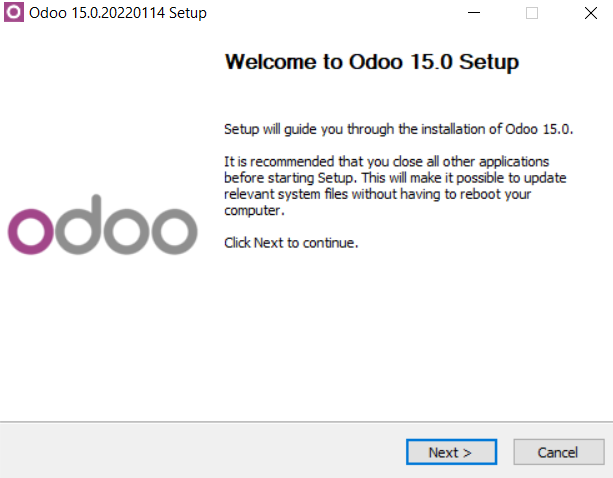 Odoo 15.0.20220114 Setup
Welcome to Odoo 15.0 Setup
Setup will guide you through the installation of Odoo 15.0.
It is recommended that you close all other applications
before starting Setup. This will make it possible to update
relevant system files without having to reboot your
computer.
Click Next to continue.
odoo
Next >
Cancel